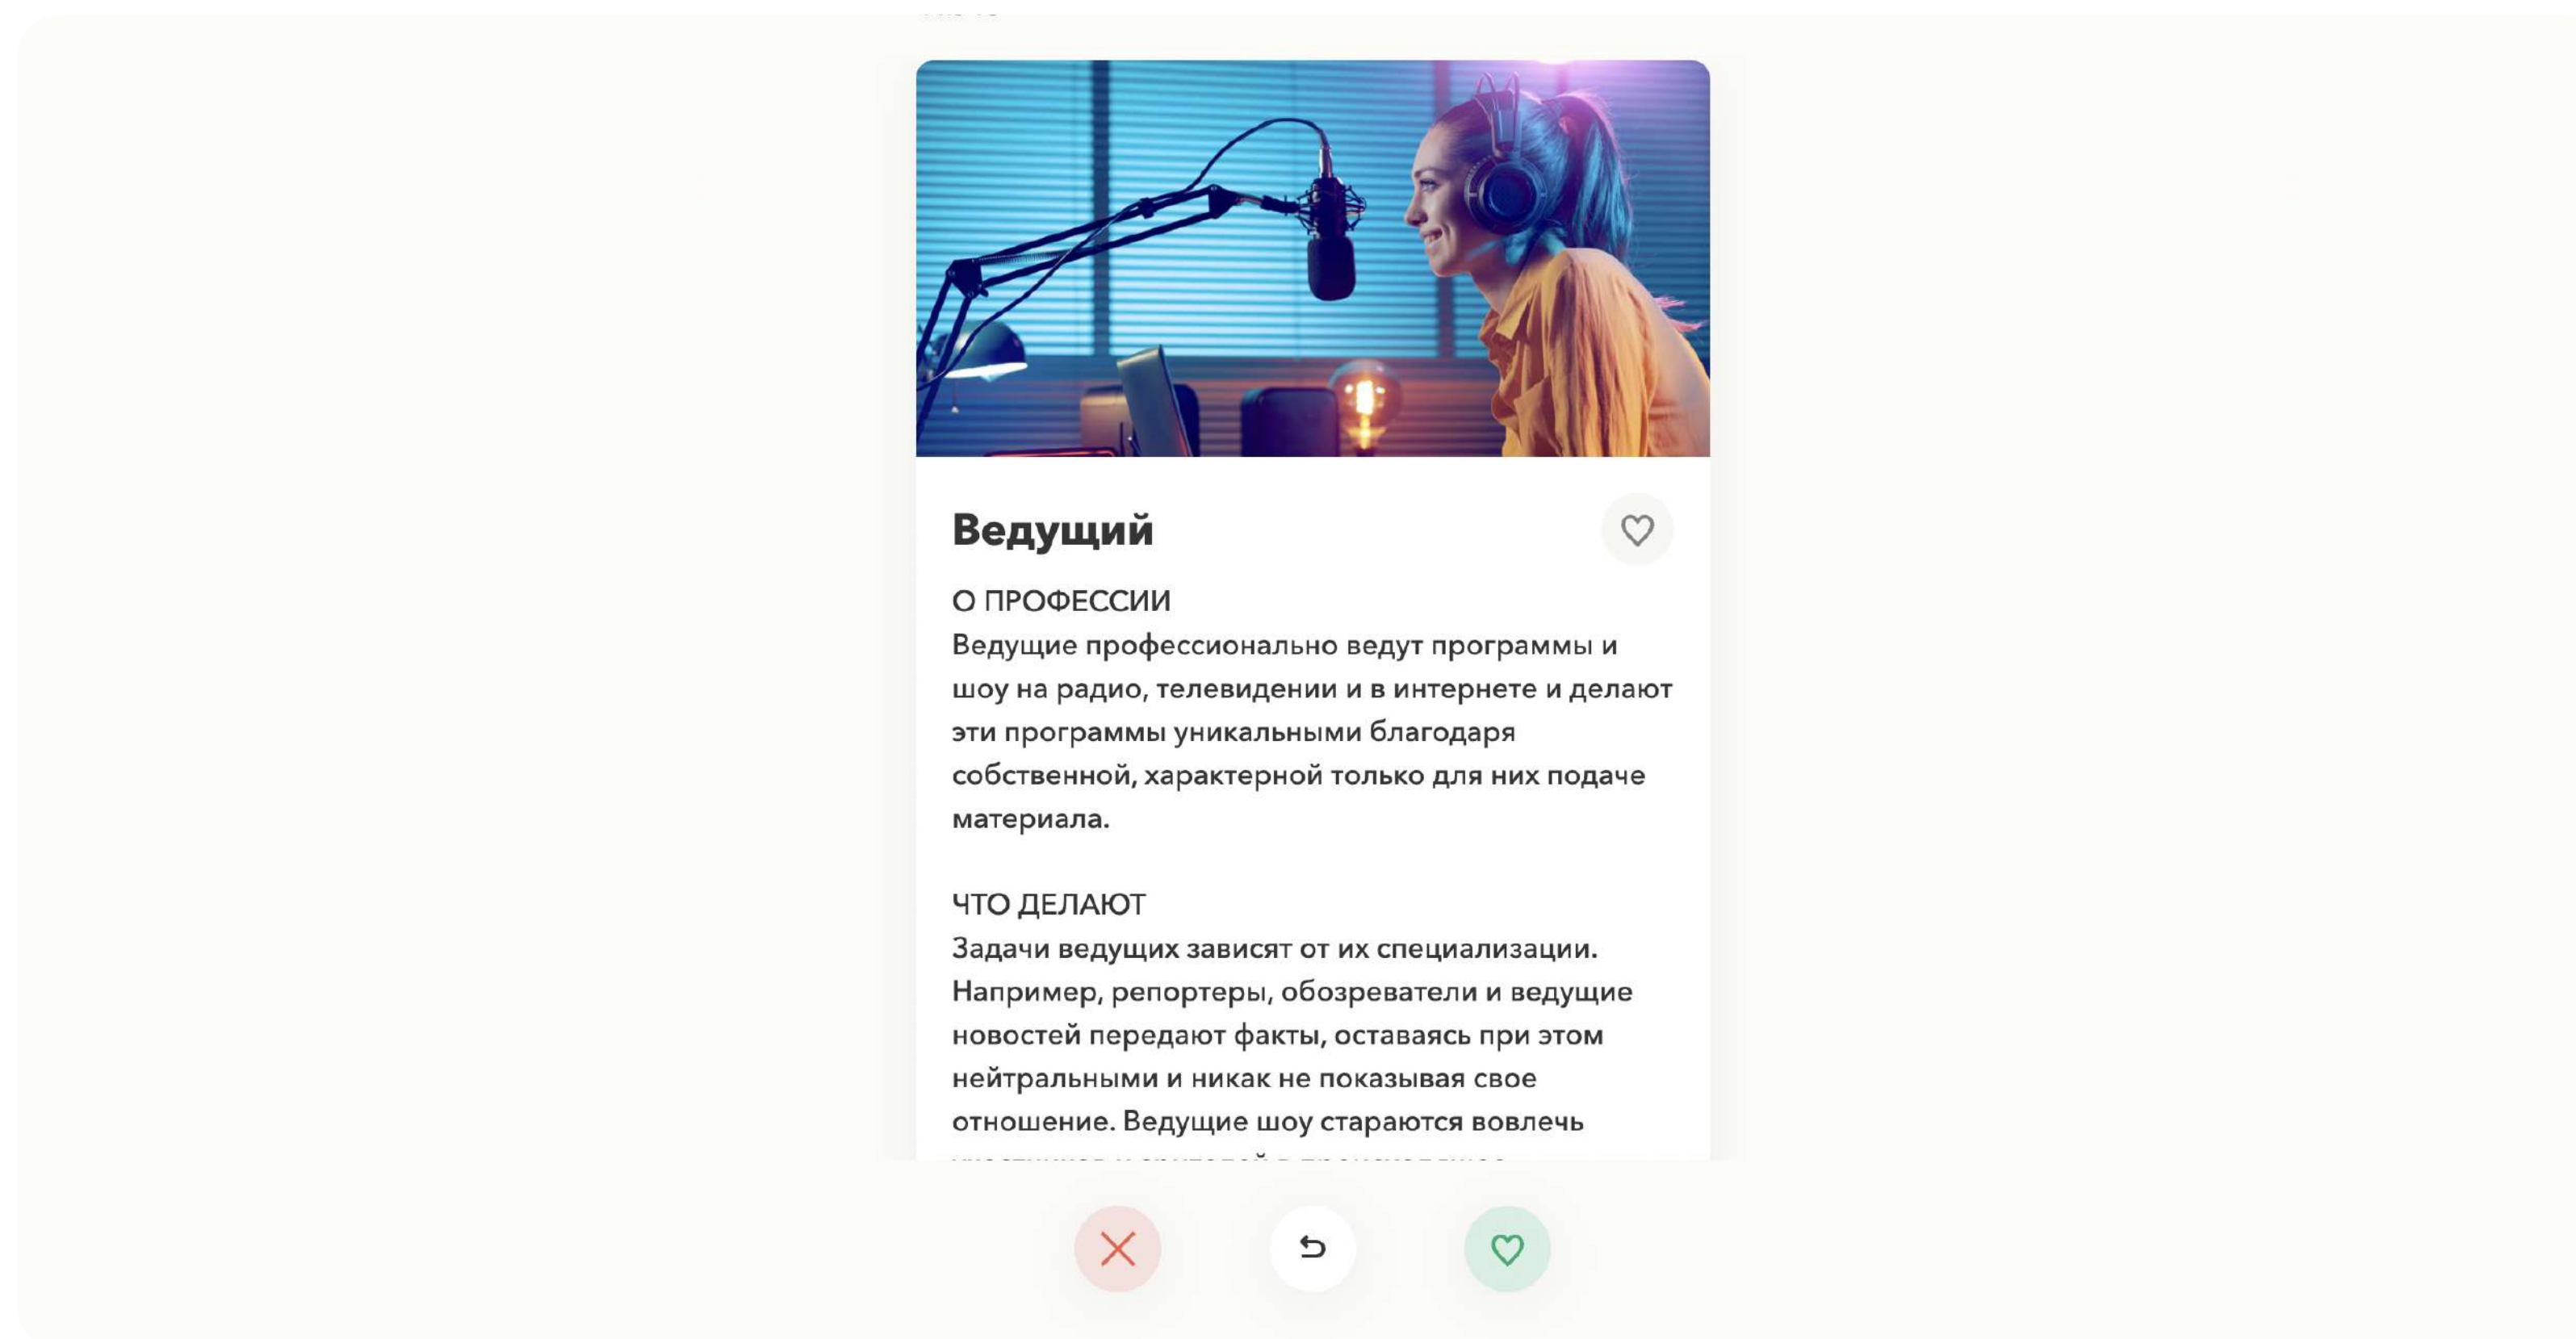 Ведущий
О ПРОФЕССИИ
Ведущие профессионально ведут программы и
шоу на радио, телевидении и в интернете и делают
эти программы уникальными благодаря
собственной, характерной только для них подаче
материала.
ЧТО ДЕЛАЮТ
Задачи ведущих зависят от их специализации.
Например, репортеры, обозреватели и ведущие
новостей передают факты, оставаясь при этом
нейтральными и никак не показывая свое
отношение. Ведущие шоу стараются вовлечь